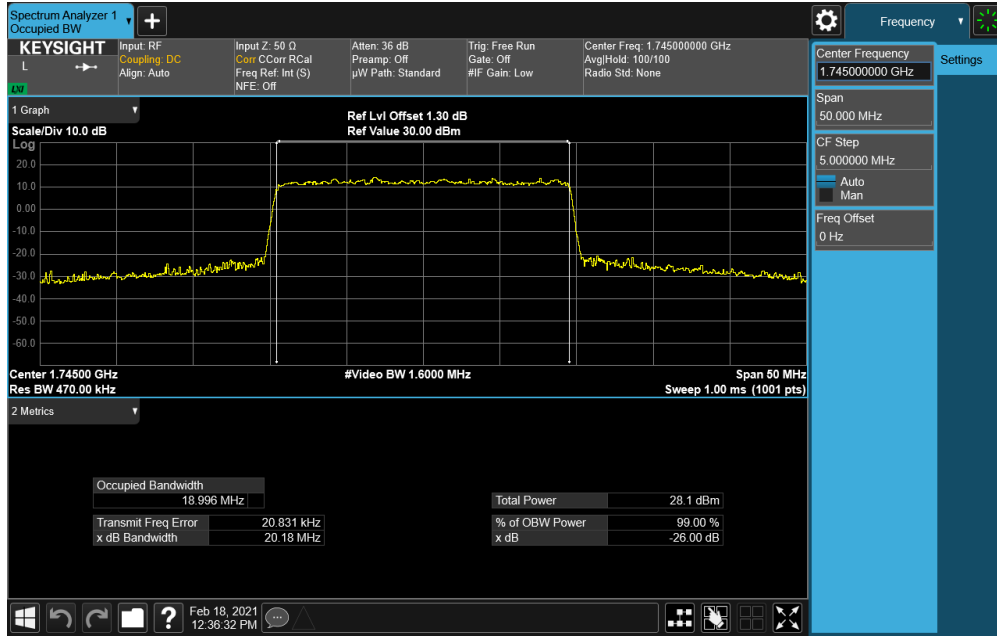 Spectrum Analyzer 1
Occupied BW
Frequency
KEYSIGHT
L
LXI
Input: RF
Coupling: DC
Align: Auto
Input Z: 50 Ω
Corr CCorr RCal
Freq Ref: Int (S)
NFE: Off
Atten: 36 dB
Preamp: Off
µW Path: Standard
Trig: Free Run
Gate: Off
#IF Gain: Low
Center Freq: 1.745000000 GHz
Avg|Hold: 100/100
Radio Std: None
Center Frequency
1.745000000 GHz
Settings
Span
50.000 MHz
CF Step
5.000000 MHz
Auto
Man
Freq Offset
0 Hz
1 Graph
Scale/Div 10.0 dB
Ref Lvl Offset 1.30 dB
Ref Value 30.00 dBm
Log
20.0
10.0
0.00
-10.0
-20.0
-30.0
-40.0
-50.0
-60.0
Center 1.74500 GHz
#Video BW 1.6000 MHz
Span 50 MHz
Res BW 470.00 kHz
Sweep 1.00 ms (1001 pts)
2 Metrics
Occupied Bandwidth
18.996 MHz
Total Power 28.1 dBm
Transmit Freq Error 20.831 kHz
% of OBW Power 99.00 %
x dB Bandwidth 20.18 MHz
x dB -26.00 dB
?
Feb 18, 2021
12:36:32 PM